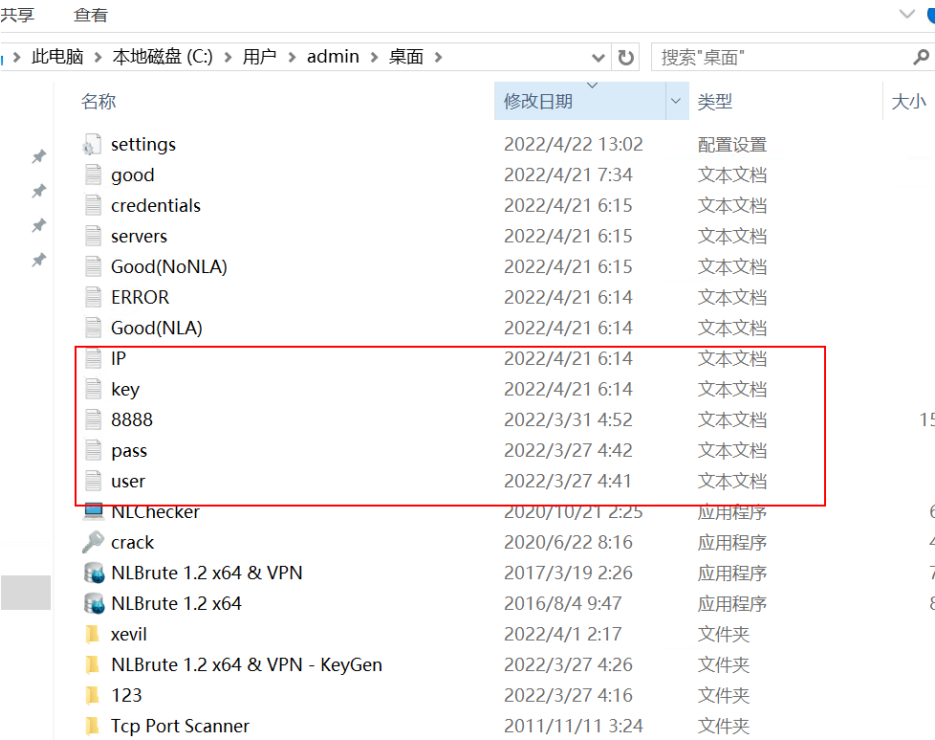 共享 查看
此电脑 > 本地磁盘 (C:) > 用户 > admin > 桌面 > 搜索"桌面"
名称 修改日期 类型 大小
settings 2022/4/22 13:02 配置设置
good 2022/4/21 7:34 文本文档
credentials 2022/4/21 6:15 文本文档
servers 2022/4/21 6:15 文本文档
Good(NoNLA) 2022/4/21 6:15 文本文档
ERROR 2022/4/21 6:14 文本文档
Good(NLA) 2022/4/21 6:14 文本文档
IP 2022/4/21 6:14 文本文档
key 2022/4/21 6:14 文本文档
8888 2022/3/31 4:52 文本文档 15
pass 2022/3/27 4:42 文本文档
user 2022/3/27 4:41 文本文档
NLChecker 2020/10/21 2:25 应用程序
crack 2020/6/22 8:16 应用程序
NLBrute 1.2 x64 & VPN 2017/3/19 2:26 应用程序
NLBrute 1.2 x64 2016/8/4 9:47 应用程序
xevil 2022/4/1 2:17 文件夹
NLBrute 1.2 x64 & VPN - KeyGen 2022/3/27 4:26 文件夹
123 2022/3/27 4:16 文件夹
Tcp Port Scanner 2011/11/11 3:24 文件夹